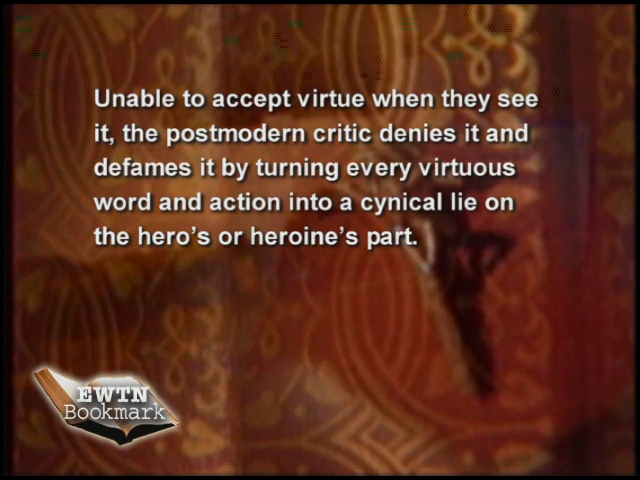 Unable to accept virtue when they see
it, the postmodern critic denies it and
defames it by turning every virtuous
word and action into a cynical lie on
the hero's or heroine's part.
EWTN
Bookmark